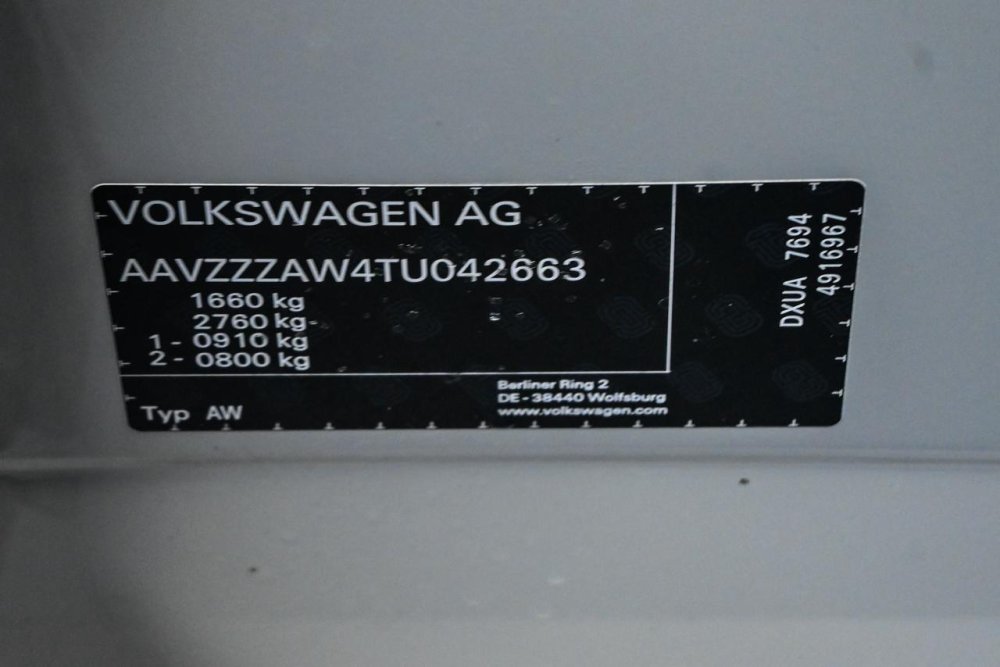 VOLKSWAGEN AG
AAVZZZAW4TU042663
1660 kg
2760 kg
1 - 0910 kg
2 - 0800 kg
Typ AW
Berliner Ring 2
DE - 38440 Wolfsburg
www.volkswagen.com
DXUA 7694
4916967